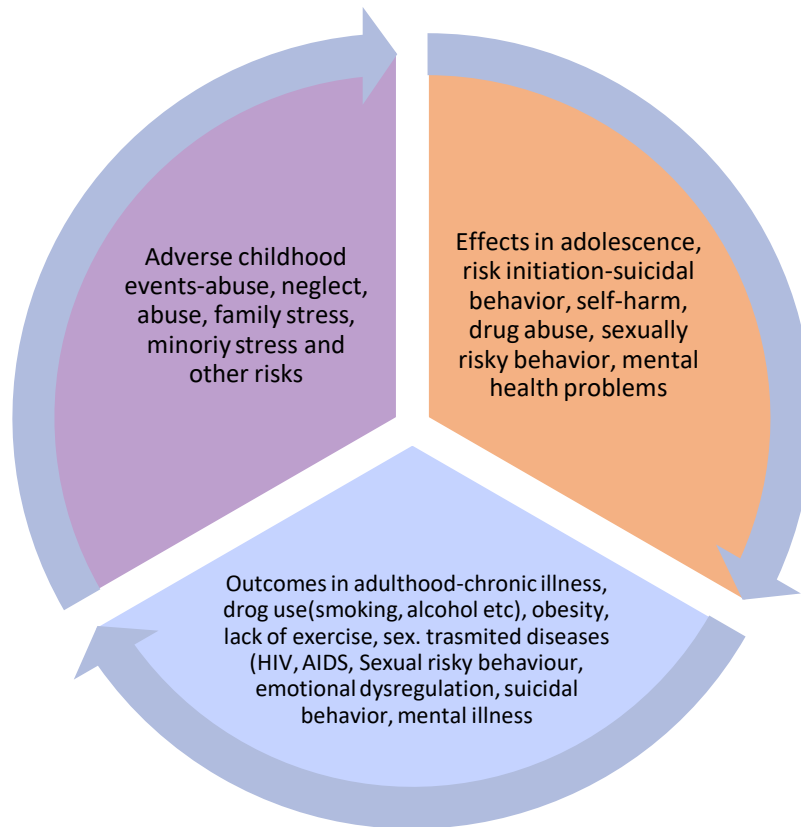 Adverse childhood
events-abuse, neglect,
abuse, family stress,
minoriy stress and
other risks
Effects in adolescence,
risk initiation-suicidal
behavior, self-harm,
drug abuse, sexually
risky behavior, mental
health problems
Outcomes in adulthood-chronic illness,
drug use(smoking, alcohol etc), obesity,
lack of exercise, sex. trasmited diseases
(HIV, AIDS, Sexual risky behaviour,
emotional dysregulation, suicidal
behavior, mental illness